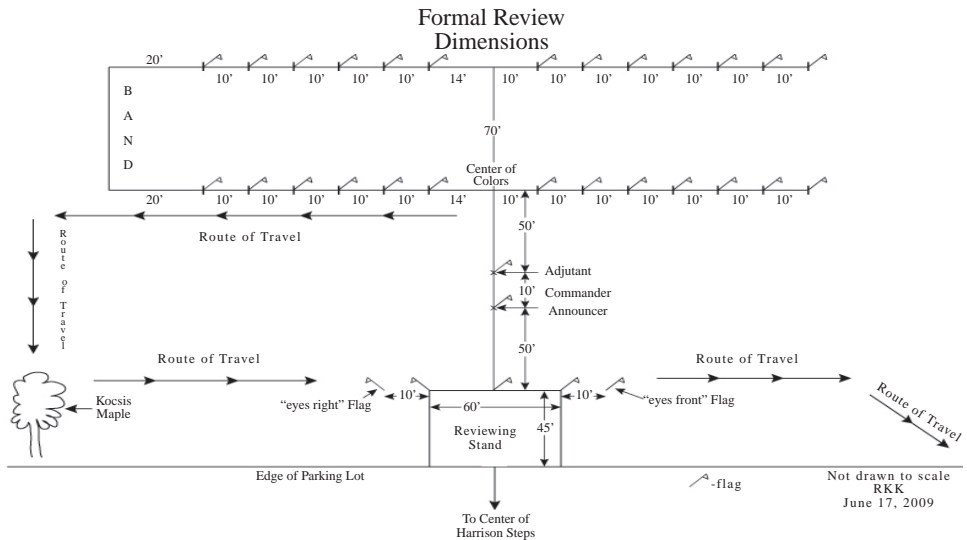 Formal Review
Dimensions
20’
10’ 10’ 10’ 10’ 10’ 14’ 10’ 10’ 10’ 10’ 10’ 10’ 10’
B
A
N
D
70’
Center of
Colors
20’ 10’ 10’ 10’ 10’ 10’ 14’ 10’ 10’ 10’ 10’ 10’ 10’ 10’
50’
Route of Travel
Route of Travel
Adjutant
10’ Commander
Announcer
50’
Route of Travel
Route of Travel
Kocsis
Maple
“eyes right” Flag
10’
60’
10’
“eyes front” Flag
Route of Travel
45’
Reviewing
Stand
Edge of Parking Lot
-flag
Not drawn to scale
RKK
June 17, 2009
To Center of
Harrison Steps